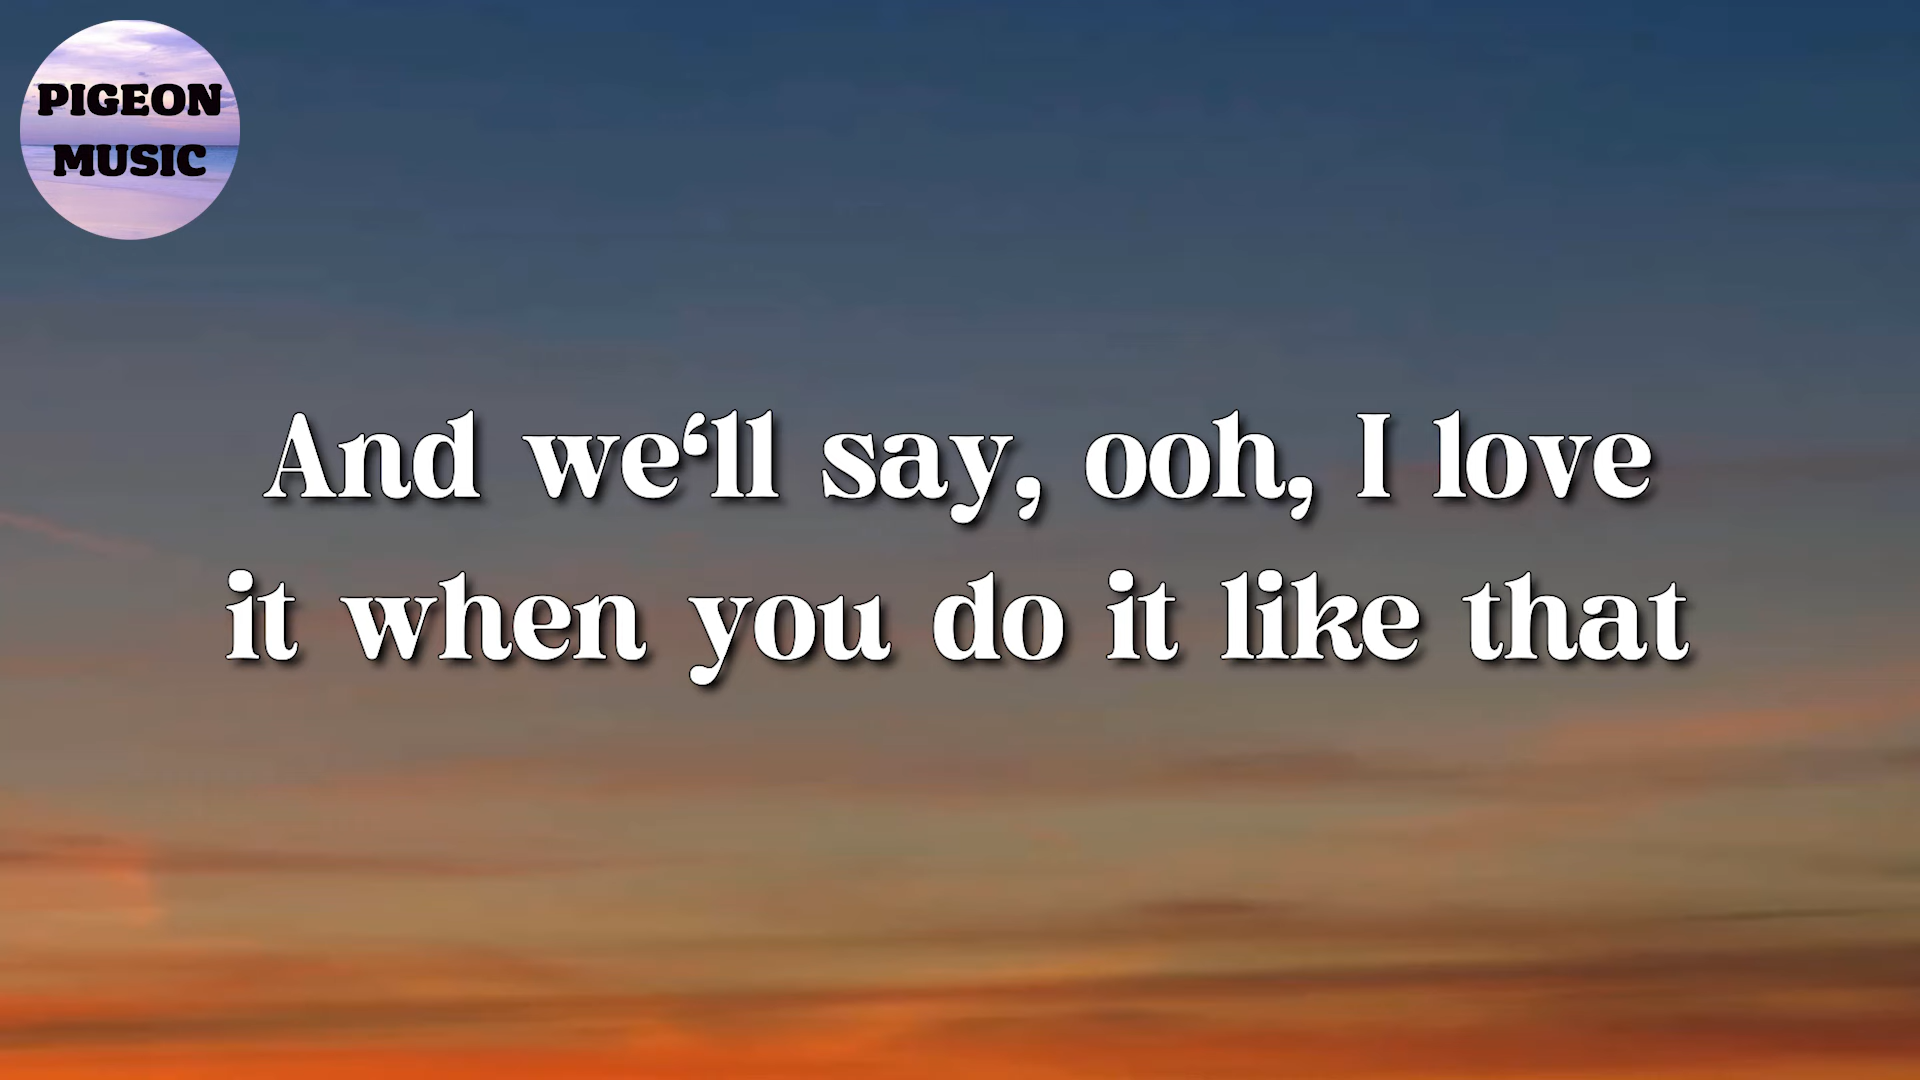 PIGEON
MUSIC
And we‘ll say, ooh, I love
it when you do it like that